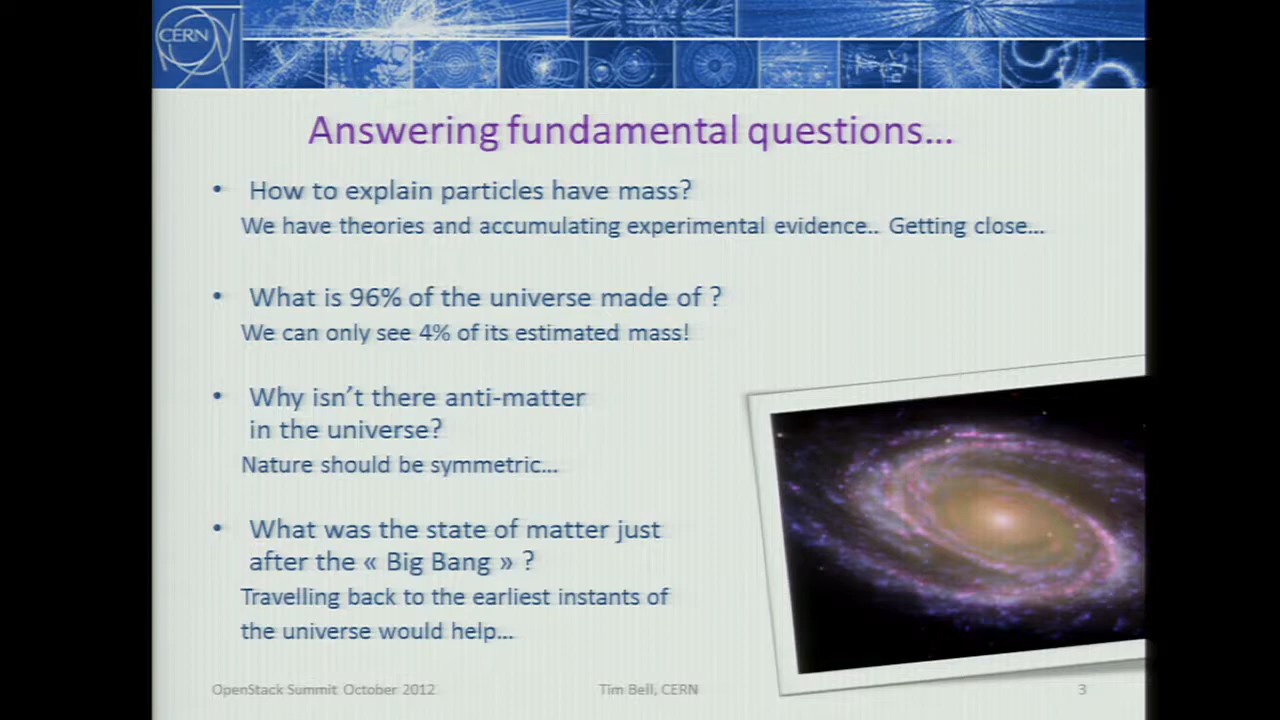 CERN
Answering fundamental questions…
• How to explain particles have mass?
We have theories and accumulating experimental evidence.. Getting close…
• What is 96% of the universe made of ?
We can only see 4% of its estimated mass!
• Why isn’t there anti-matter
in the universe?
Nature should be symmetric…
• What was the state of matter just
after the « Big Bang » ?
Travelling back to the earliest instants of
the universe would help…
OpenStack Summit October 2012
Tim Bell, CERN
3